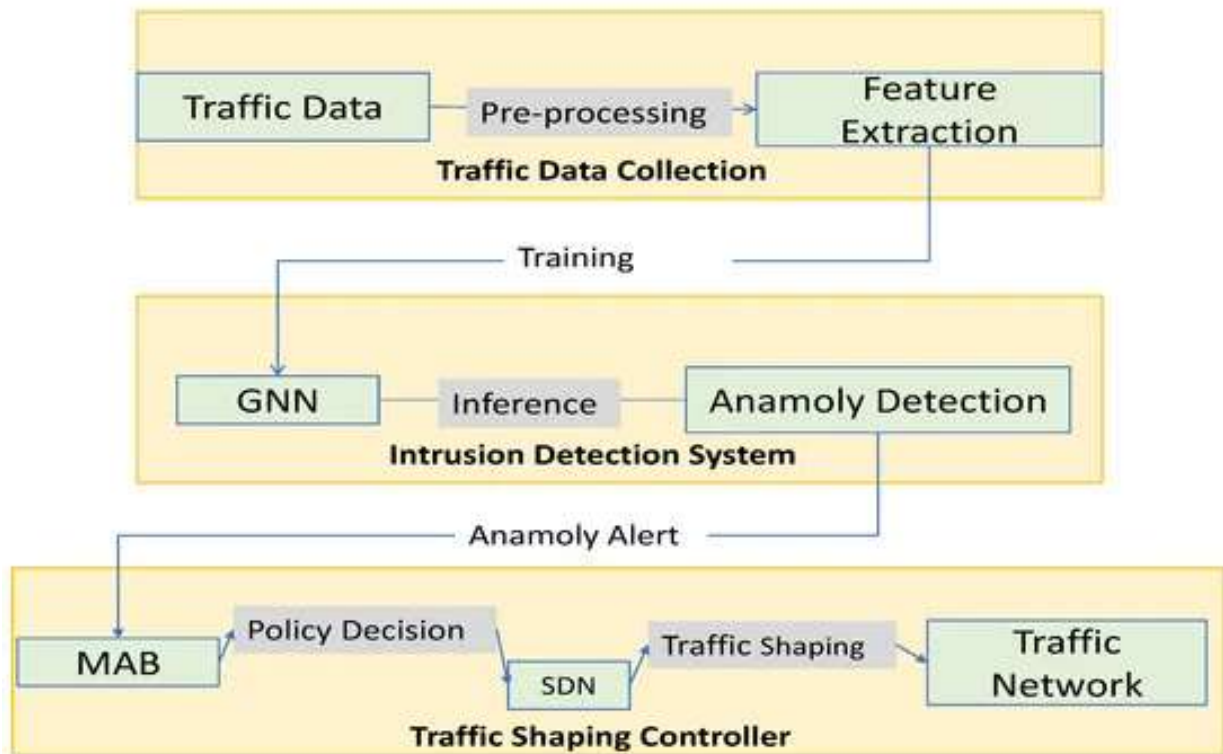 Traffic Data
Pre-processing
Feature
Extraction
Traffic Data Collection
Training
GNN
Inference
Anamoly Detection
Intrusion Detection System
Anamoly Alert
MAB
Policy Decision
SDN
Traffic Shaping
Traffic
Network
Traffic Shaping Controller